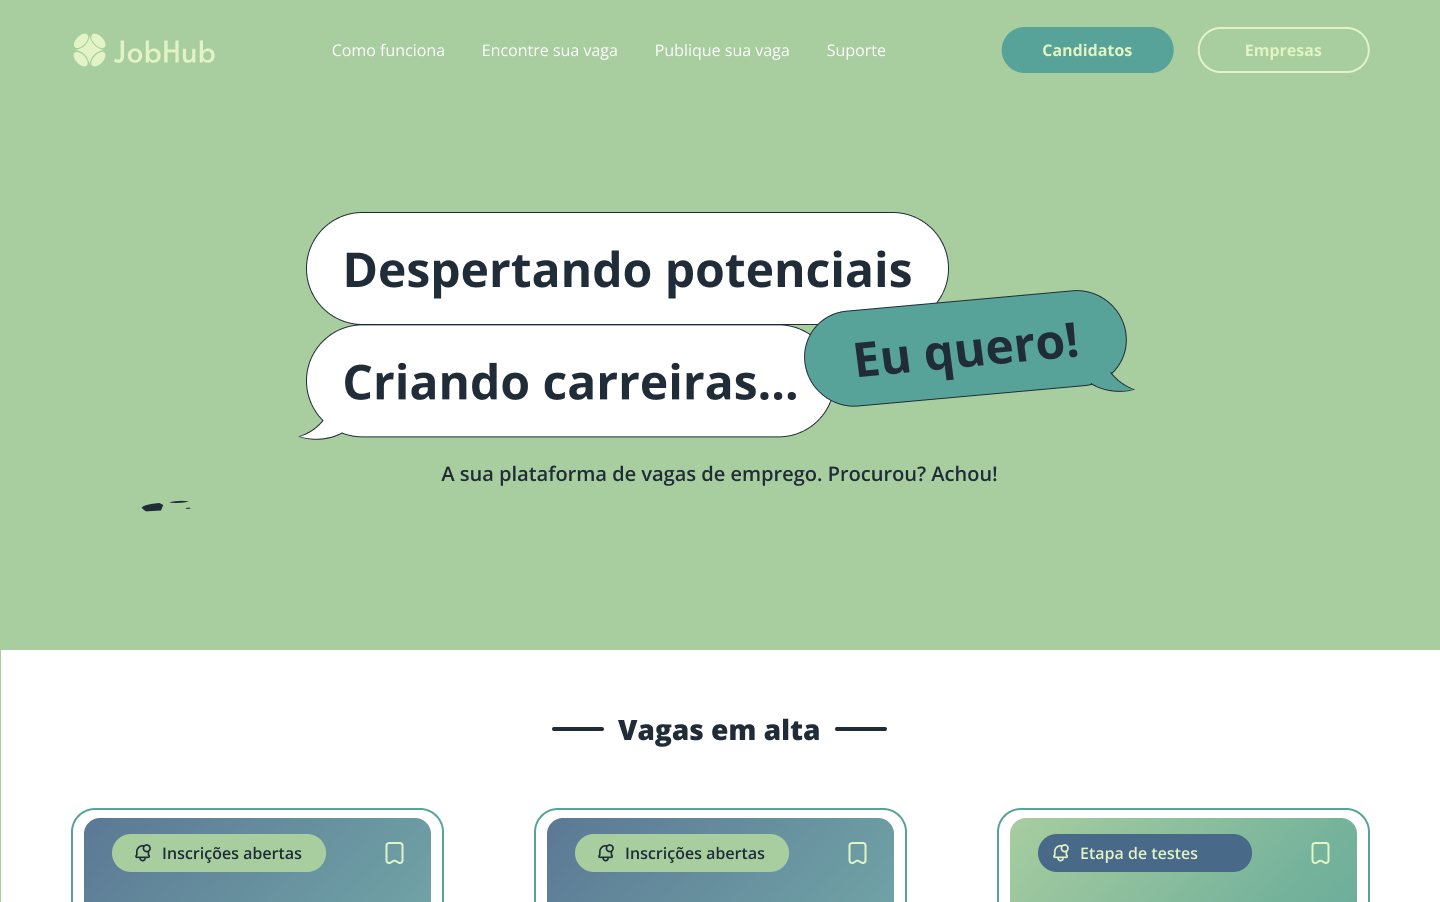 JobHub
Como funciona
Encontre sua vaga
Publique sua vaga
Suporte
Candidatos
Empresas
Despertando potenciais
Criando carreiras...
Eu quero!
A sua plataforma de vagas de emprego. Procurou? Achou!
Vagas em alta
Inscrições abertas
Inscrições abertas
Etapa de testes